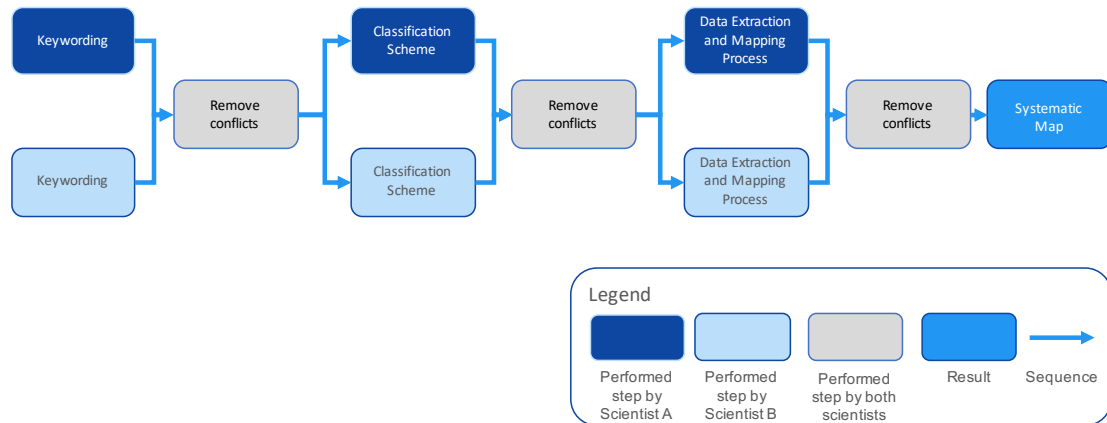 Keywording
Classification
Scheme
Data Extraction
and Mapping
Process
Remove
conflicts
Remove
conflicts
Remove
conflicts
Systematic
Map
Keywording
Classification
Scheme
Data Extraction
and Mapping
Process
Legend
Performed
step by
Scientist A
Performed
step by
Scientist B
Performed
step by both
scientists
Result
Sequence